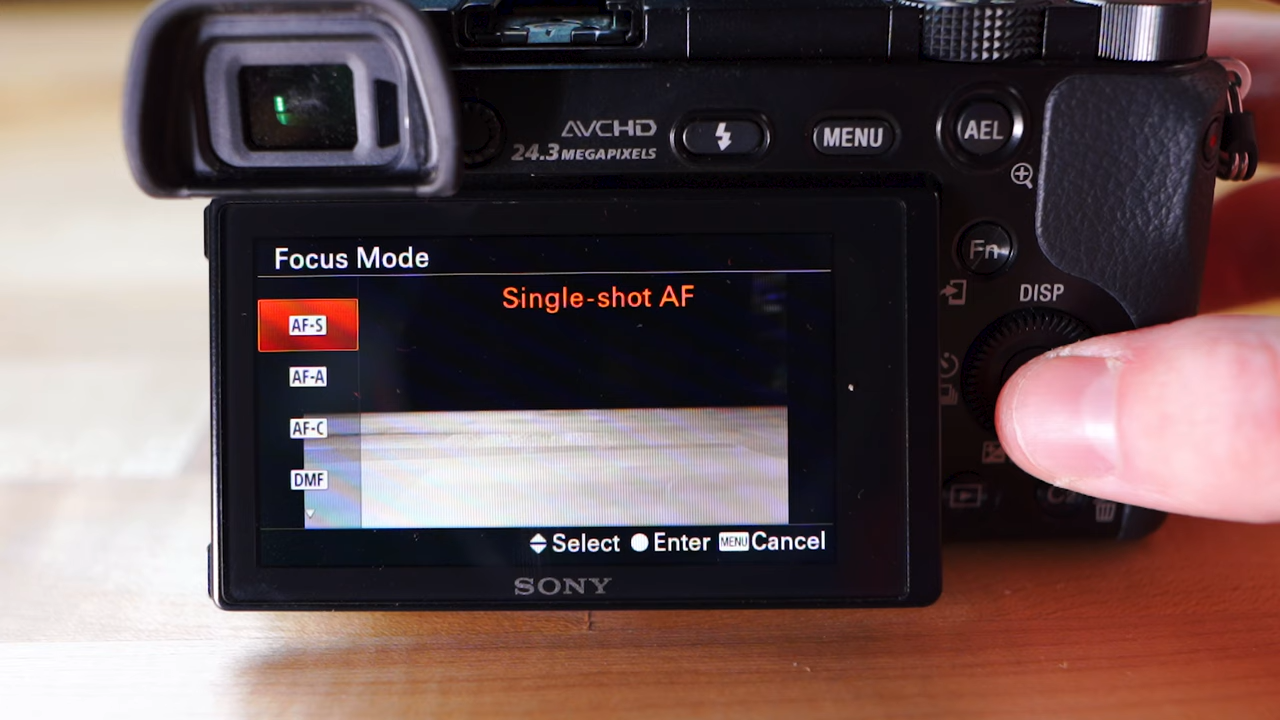 AVCHD
24.3 MEGAPIXELS
MENU
AEL
Fn
DISP
Focus Mode
Single-shot AF
AF-S
AF-A
AF-C
DMF
Select Enter MENU Cancel
SONY